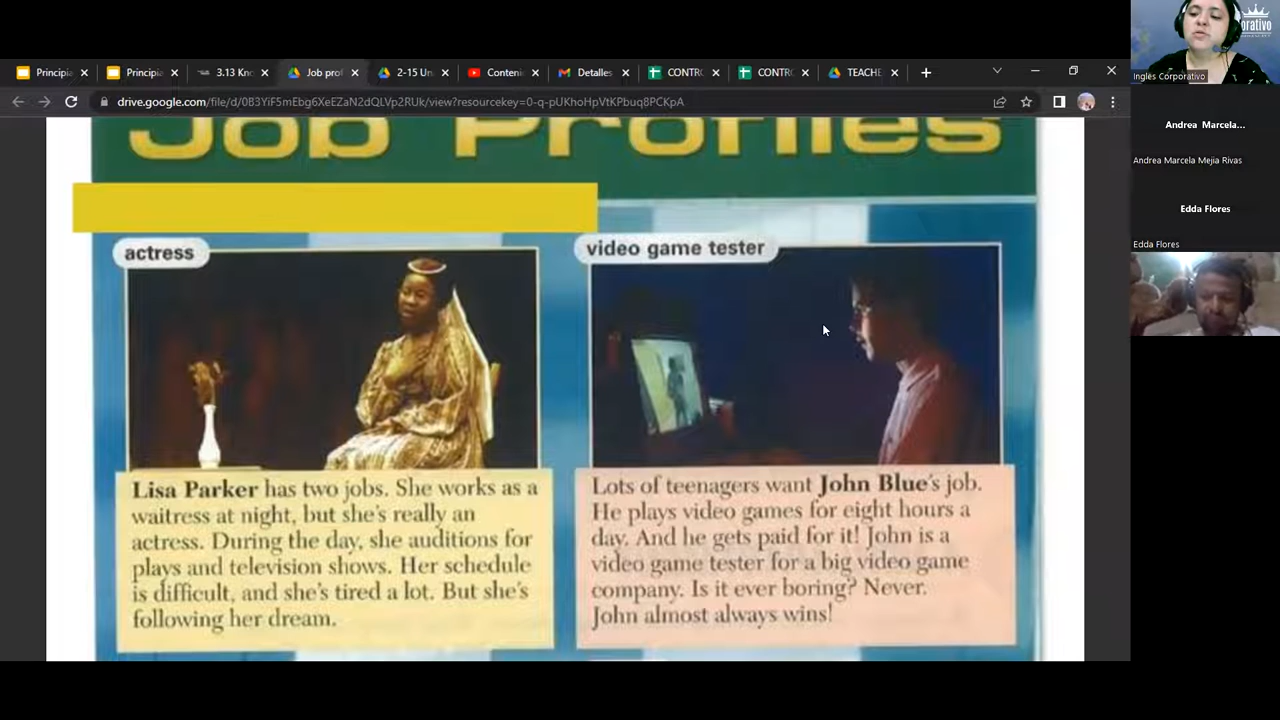 Principia
Principia
3.13 Kno
Job prof
2-15 Un
Conteni
Detalles
CONTRO
CONTRO
TEACHE
drive.google.com/file/d/0B3YiF5mEbg6XeEZaN2dQLVp2RUk/view?resourcekey=0-q-pUKhoHpVtKPbuq8PCKpA
Job Profiles
actress
video game tester
Lisa Parker has two jobs. She works as a
waitress at night, but she's really an
actress. During the day, she auditions for
plays and television shows. Her schedule
is difficult, and she's tired a lot. But she's
following her dream.
Lots of teenagers want John Blue's job.
He plays video games for eight hours a
day. And he gets paid for it! John is a
video game tester for a big video game
company. Is it ever boring? Never.
John almost always wins!
orativo
Inglés Corporativo
Andrea Marcela...
Andrea Marcela Mejia Rivas
Edda Flores
Edda Flores